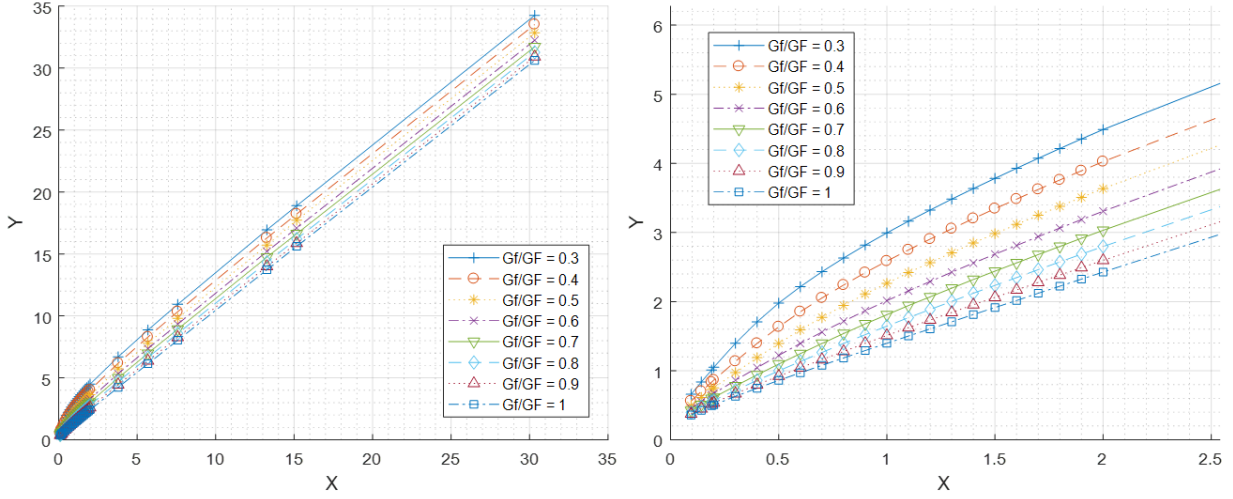 35
30
25
20
15
10
5
0
Y
0
5
10
15
20
25
30
35
X
Gf/GF = 0.3
Gf/GF = 0.4
Gf/GF = 0.5
Gf/GF = 0.6
Gf/GF = 0.7
Gf/GF = 0.8
Gf/GF = 0.9
Gf/GF = 1
6
5
4
3
2
1
0
Y
0
0.5
1
1.5
2
2.5
X
Gf/GF = 0.3
Gf/GF = 0.4
Gf/GF = 0.5
Gf/GF = 0.6
Gf/GF = 0.7
Gf/GF = 0.8
Gf/GF = 0.9
Gf/GF = 1